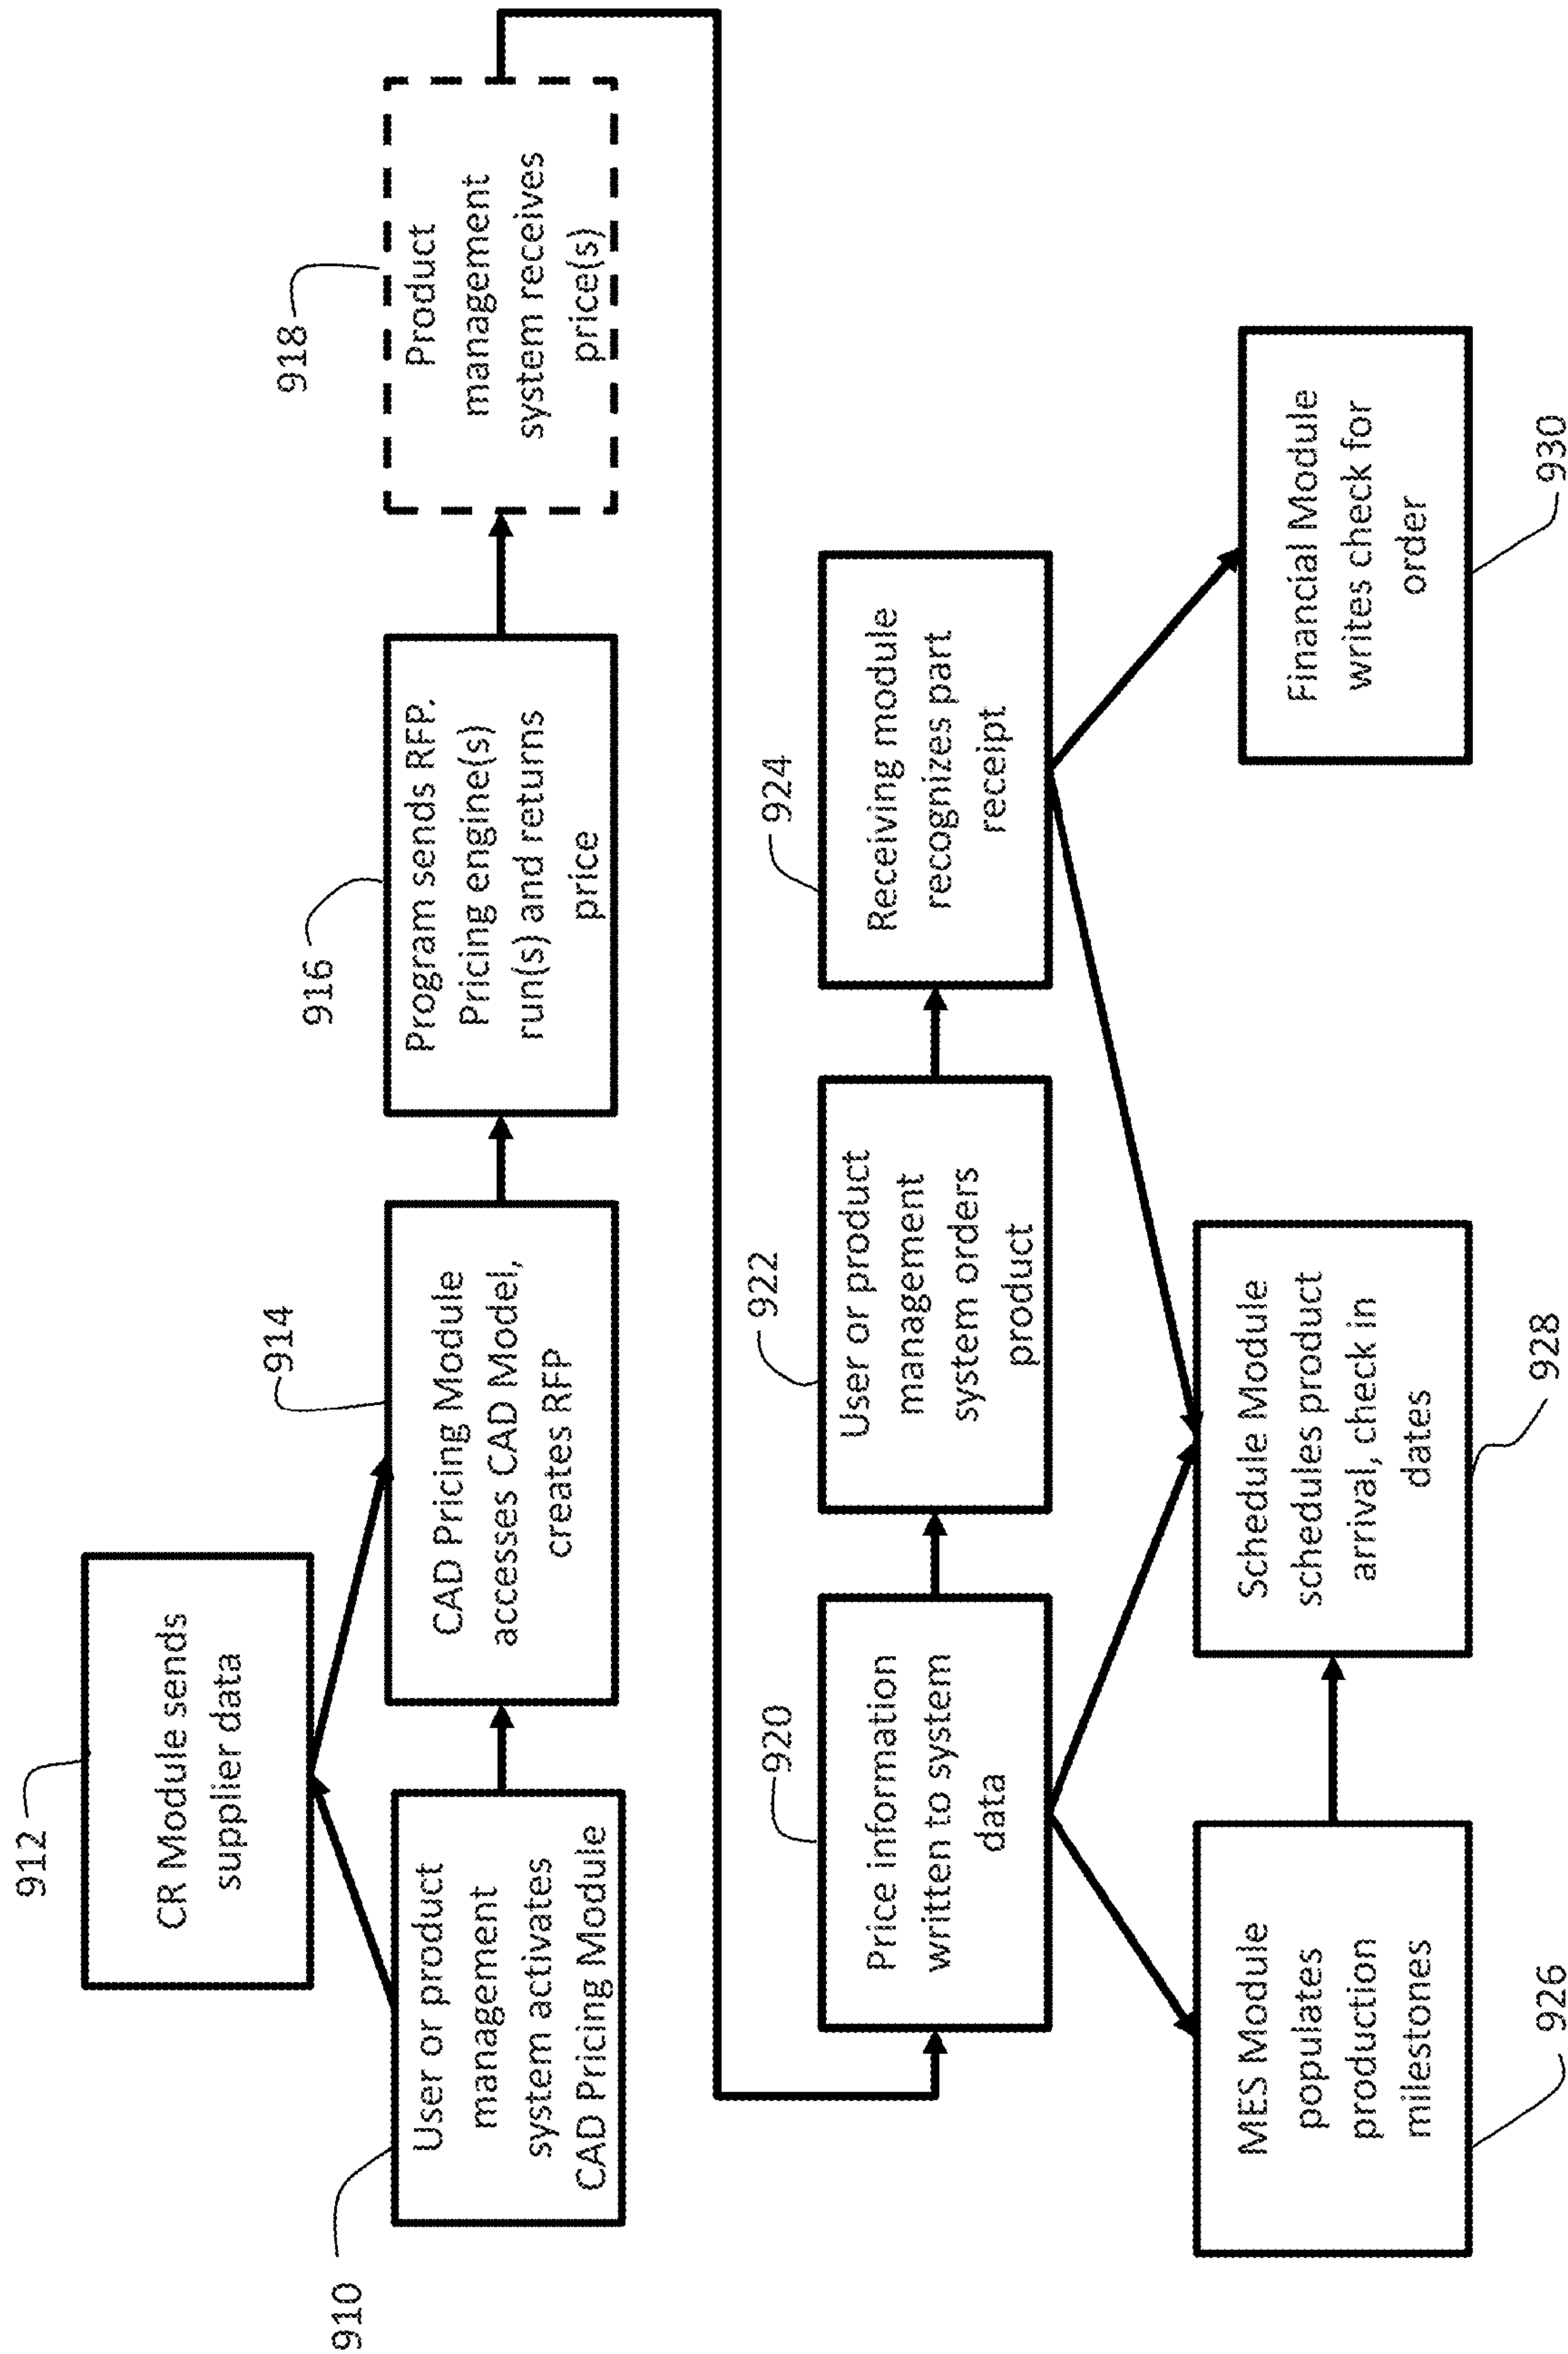 912
CR Module sends
supplier data
910
User or product
management
system activates
CAD Pricing Module
914
CAD Pricing Module
accesses CAD Model,
creates RFP
916
Program sends RFP.
Pricing engine(s)
run(s) and returns
price
918
Product
management
system receives
price(s)
920
Price information
written to system
data
922
User or product
management
system orders
product
924
Receiving module
recognizes part
receipt
MES Module
populates
production
milestones
926
Schedule Module
schedules product
arrival, check in
dates
928
Financial Module
writes check for
order
930